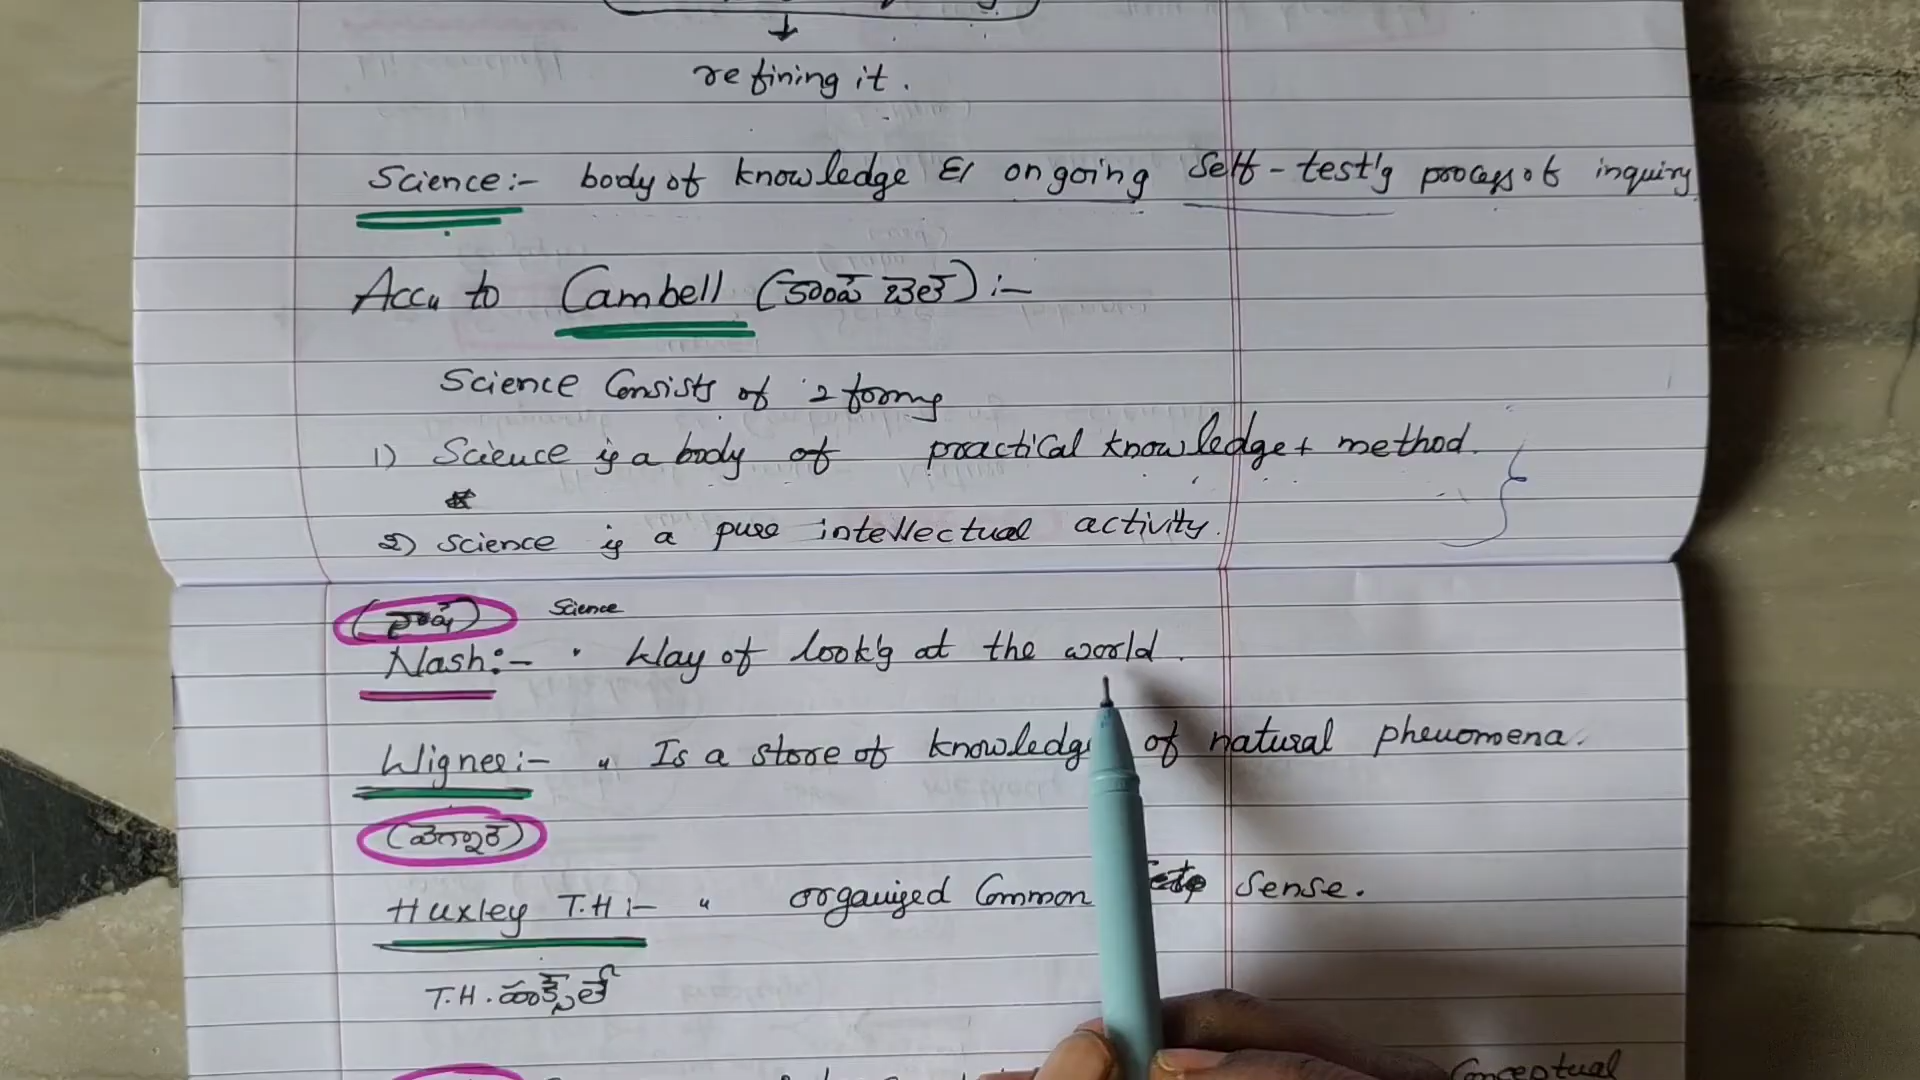 refining it.
Science:- body of knowledge & ongoing self-test'g process of inquiry
Accu to Cambell (ಕಾಂಪ್ ಬೆಲ್) :-
Science Consists of 2 forms
1) Science is a body of practical knowledge + method.
2) Science is a pure intellectual activity.
Science
Nash:- " Way of look'g at the world.
Wigner:- " Is a store of knowledge of natural phenomena.
Huxley T.H:- " organized Common Sense.
T.H. ಹಕ್ಸ್ಲೆ
Conceptual